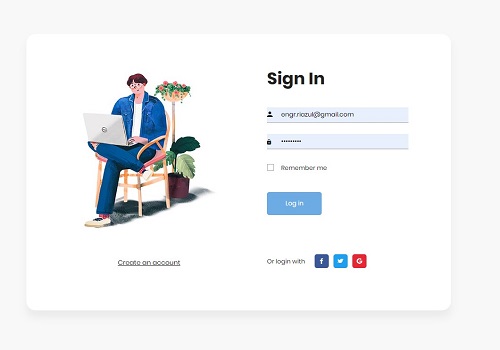 Sign In
ongr.riazul@gmail.com
•••••••••
Remember me
Log in
Create an account
Or login with